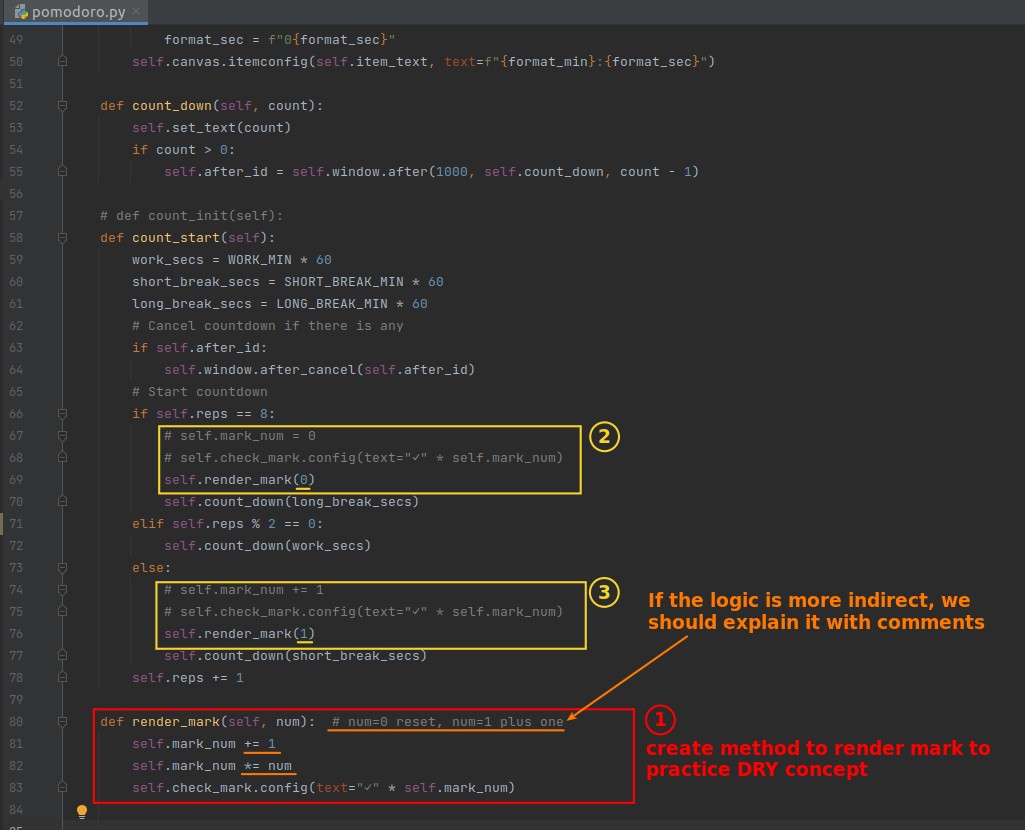 pomodoro.py
49 format_sec = f"0{format_sec}"
50 self.canvas.itemconfig(self.item_text, text=f"{format_min}:{format_sec}")
51
52 def count_down(self, count):
53 self.set_text(count)
54 if count > 0:
55 self.after_id = self.window.after(1000, self.count_down, count - 1)
56
57 # def count_init(self):
58 def count_start(self):
59 work_secs = WORK_MIN * 60
60 short_break_secs = SHORT_BREAK_MIN * 60
61 long_break_secs = LONG_BREAK_MIN * 60
62 # Cancel countdown if there is any
63 if self.after_id:
64 self.window.after_cancel(self.after_id)
65 # Start countdown
66 if self.reps == 8:
67 # self.mark_num = 0
②
68 # self.check_mark.config(text="✓" * self.mark_num)
69 self.render_mark(0)
70 self.count_down(long_break_secs)
71 elif self.reps % 2 == 0:
72 self.count_down(work_secs)
73 else:
74 # self.mark_num += 1
③
75 # self.check_mark.config(text="✓" * self.mark_num)
76 self.render_mark(1)
77 self.count_down(short_break_secs)
78 self.reps += 1
If the logic is more indirect, we
should explain it with comments
79
80 def render_mark(self, num): # num=0 reset, num=1 plus one
81 self.mark_num += 1
82 self.mark_num *= num
83 self.check_mark.config(text="✓" * self.mark_num)
①
create method to render mark to
practice DRY concept
84